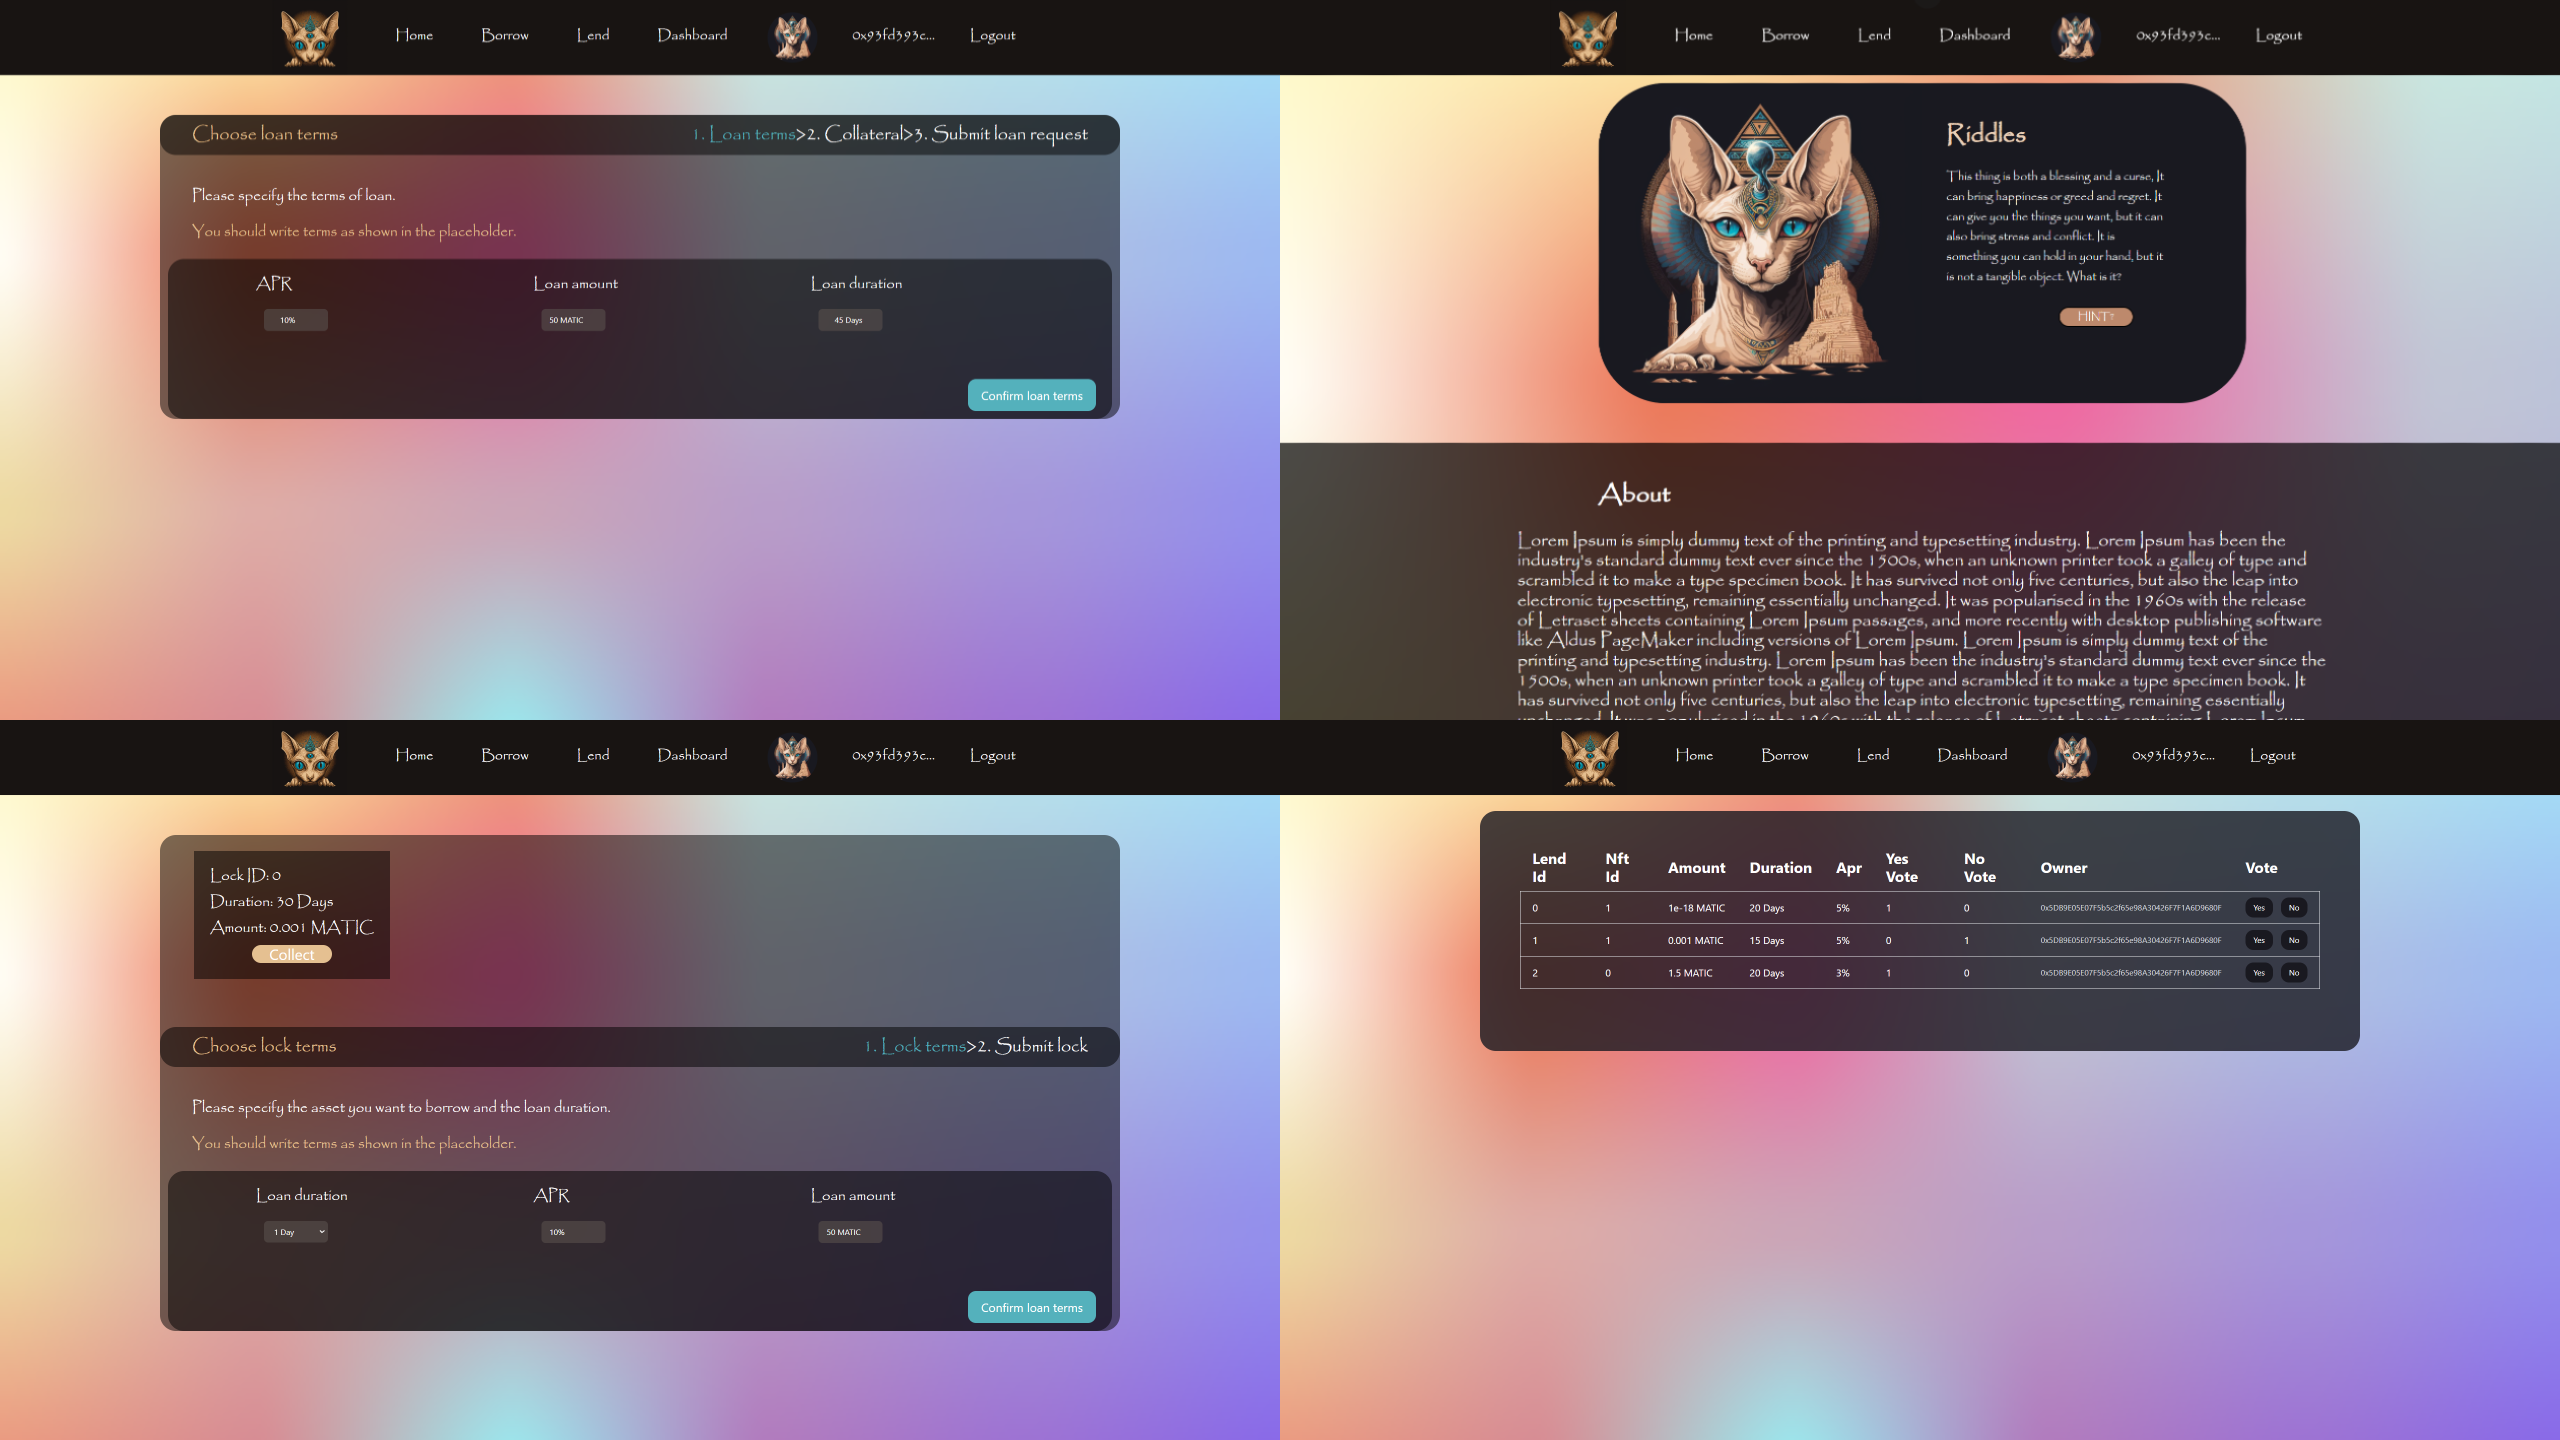 Home Borrow Lend Dashboard 0x93fd393c... Logout
Choose loan terms 1. Loan terms>2. Collateral>3. Submit loan request
Please specify the terms of loan.
You should write terms as shown in the placeholder.
APR Loan amount Loan duration
10% 50 MATIC 45 Days
Confirm loan terms
Home Borrow Lend Dashboard 0x93fd393c... Logout
Riddles
This thing is both a blessing and a curse, It
can bring happiness or greed and regret. It
can give you the things you want, but it can
also bring stress and conflict. It is
something you can hold in your hand, but it
is not a tangible object. What is it?
HINT?
About
Lorem Ipsum is simply dummy text of the printing and typesetting industry. Lorem Ipsum has been the
industry's standard dummy text ever since the 1500s, when an unknown printer took a galley of type and
scrambled it to make a type specimen book. It has survived not only five centuries, but also the leap into
electronic typesetting, remaining essentially unchanged. It was popularised in the 1960s with the release
of Letraset sheets containing Lorem Ipsum passages, and more recently with desktop publishing software
like Aldus PageMaker including versions of Lorem Ipsum. Lorem Ipsum is simply dummy text of the
printing and typesetting industry. Lorem Ipsum has been the industry's standard dummy text ever since the
1500s, when an unknown printer took a galley of type and scrambled it to make a type specimen book. It
has survived not only five centuries, but also the leap into electronic typesetting, remaining essentially
unchanged. It was popularised in the 1960s with the release of Letraset sheets containing Lorem Ipsum
Home Borrow Lend Dashboard 0x93fd393c... Logout
Lock ID: 0
Duration: 30 Days
Amount: 0.001 MATIC
Collect
Choose lock terms 1. Lock terms>2. Submit lock
Please specify the asset you want to borrow and the loan duration.
You should write terms as shown in the placeholder.
Loan duration APR Loan amount
1 Day 10% 50 MATIC
Confirm loan terms
Home Borrow Lend Dashboard 0x93fd393c... Logout
Lend Id Nft Id Amount Duration Apr Yes Vote No Vote Owner Vote
0 1 1e-18 MATIC 20 Days 5% 1 0 0x5DB9E05E07F5b5c2f65e98A30426F7F1A6D9680F Yes No
1 1 0.001 MATIC 15 Days 5% 0 1 0x5DB9E05E07F5b5c2f65e98A30426F7F1A6D9680F Yes No
2 0 1.5 MATIC 20 Days 3% 1 0 0x5DB9E05E07F5b5c2f65e98A30426F7F1A6D9680F Yes No